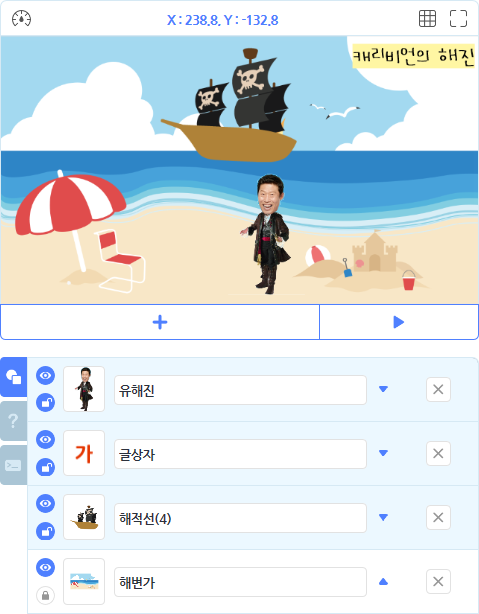 X : 238.8, Y : -132.8
캐리비언의 해진
유해진
가
글상자
해적선(4)
해변가